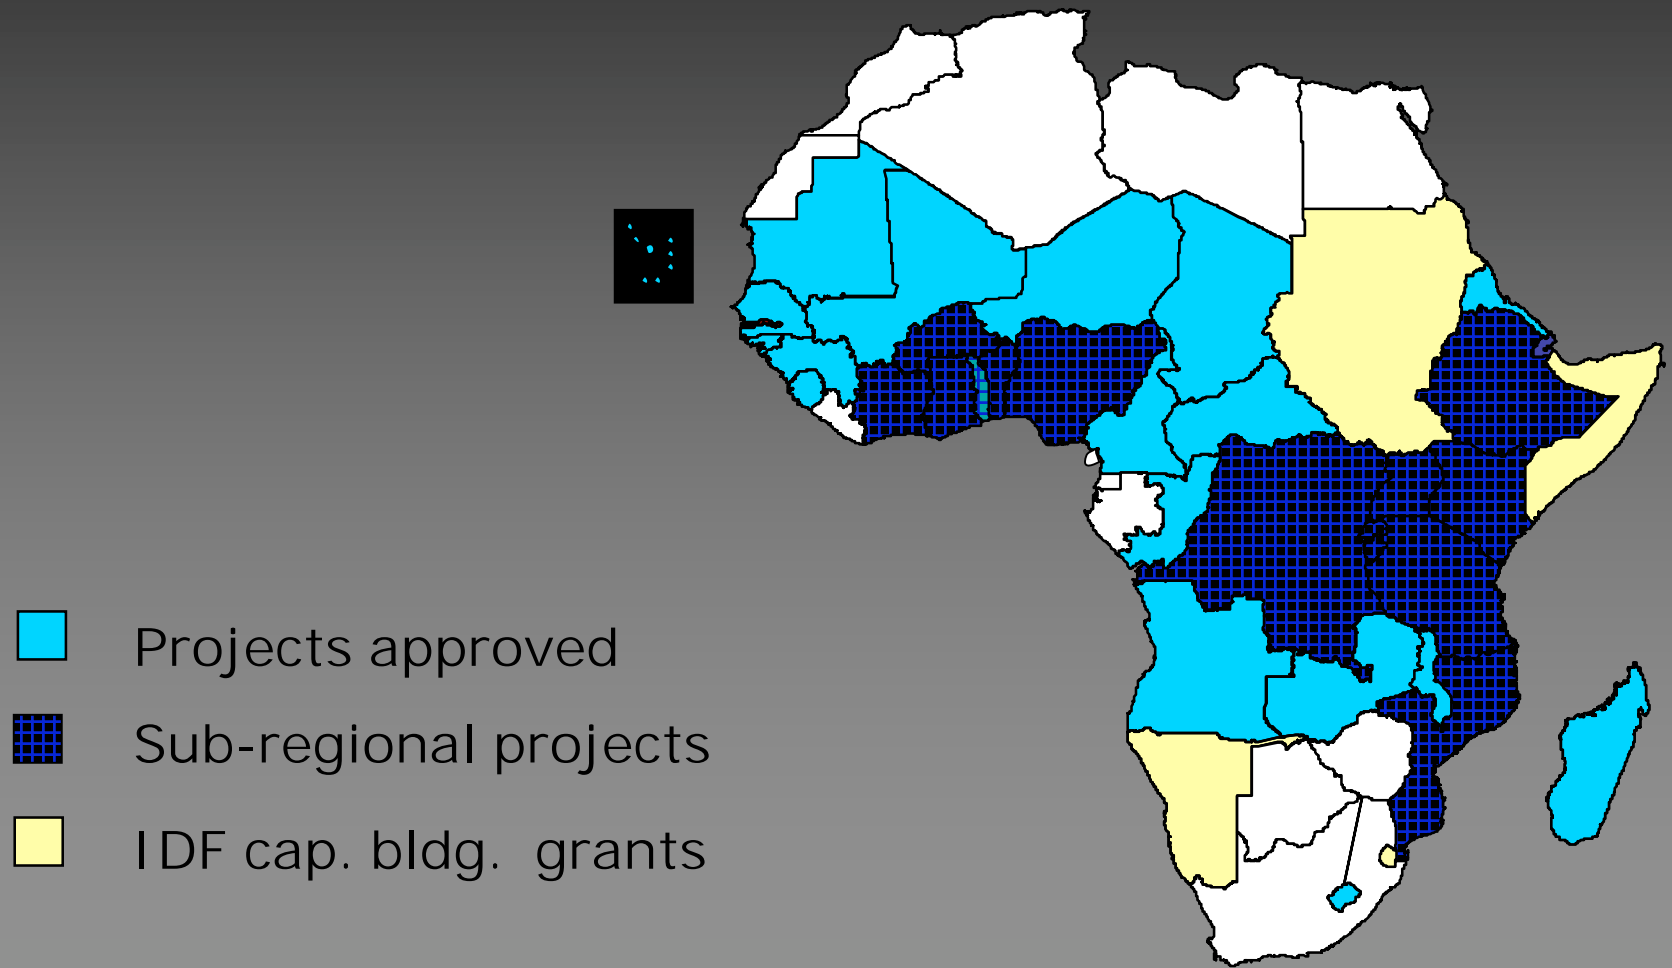 Projects approved
Sub-regional projects
IDF cap. bldg. grants